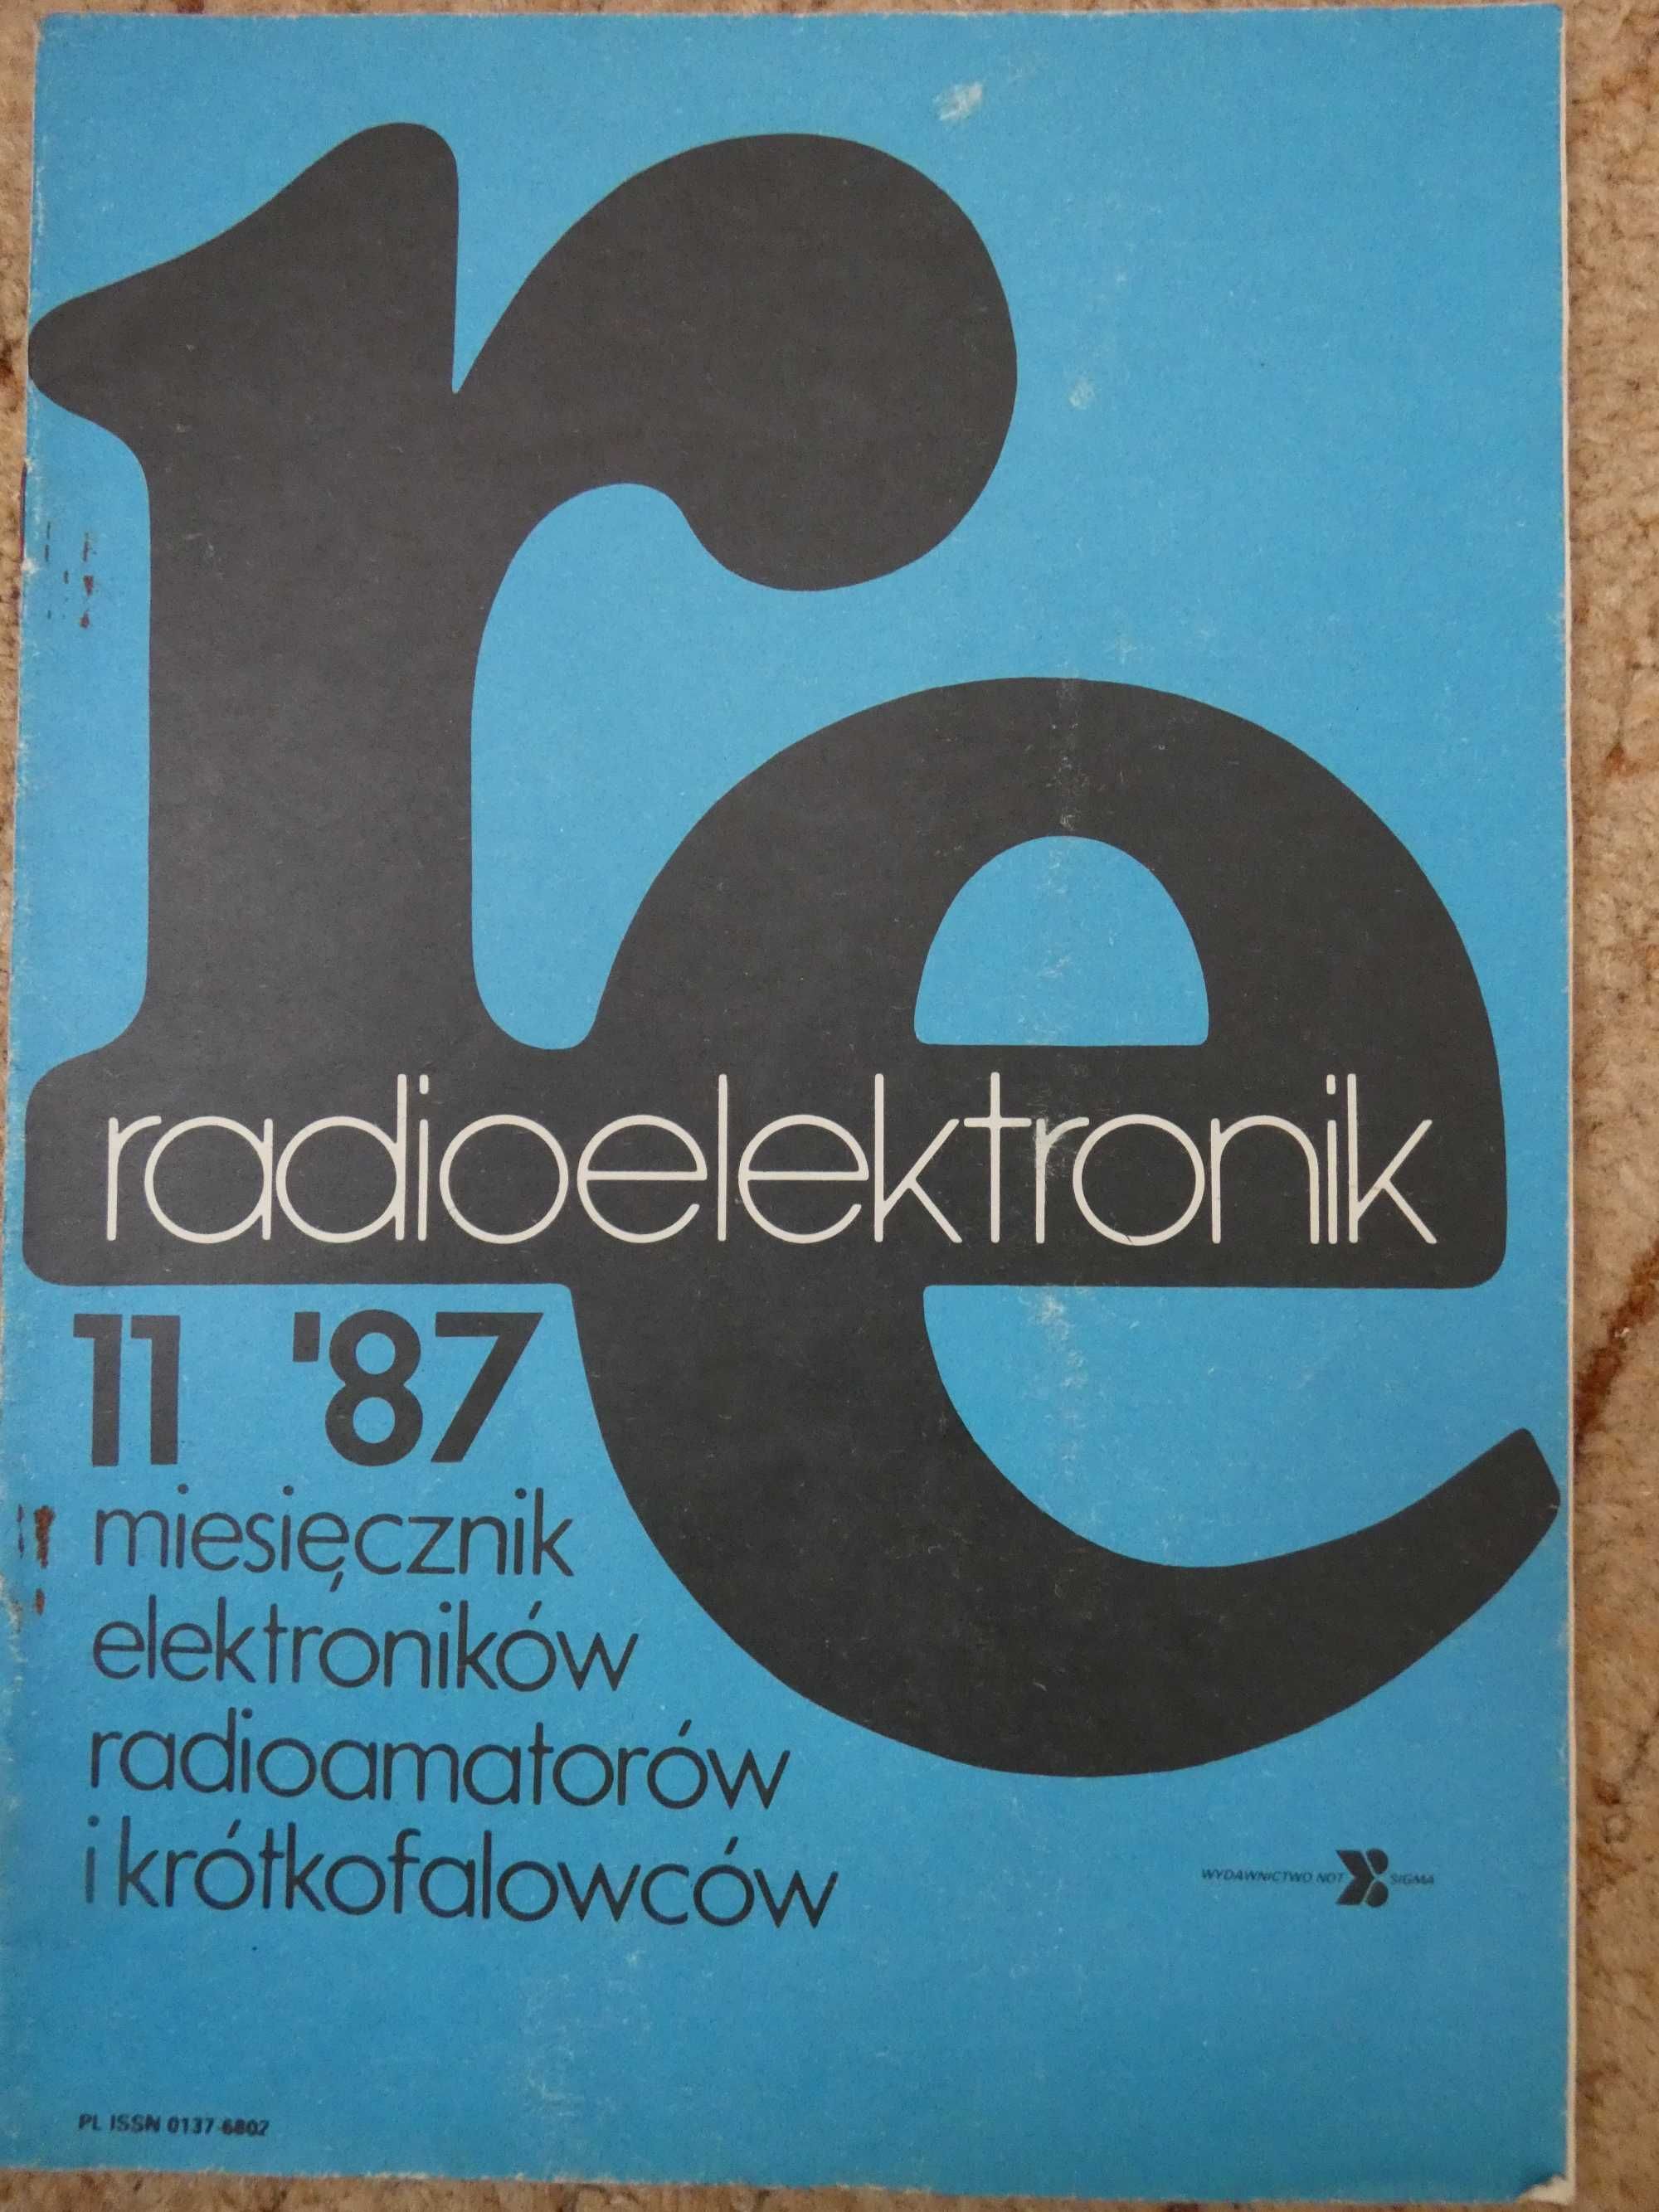 re
radioelektronik
11 '87
miesięcznik
elektroników
radioamatorów
i krótkofalowców
WYDAWNICTWO NOT SIGMA
PL ISSN 0137-6802